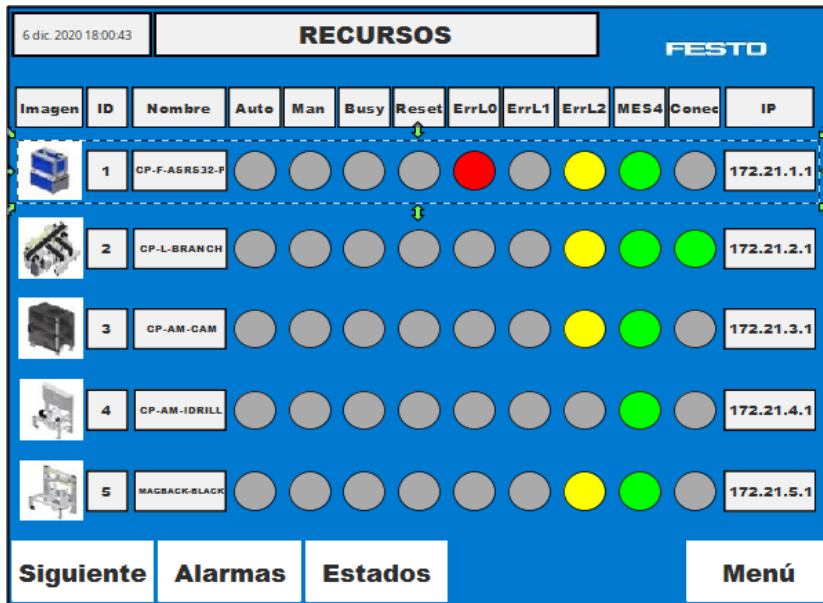 6 dic. 2020 18:00:43
RECURSOS
FESTO
Imagen ID Nombre Auto Man Busy Reset ErrL0 ErrL1 ErrL2 MES4 Conec IP
1 CP-F-ASRS32-P 172.21.1.1
2 CP-L-BRANCH 172.21.2.1
3 CP-AM-CAM 172.21.3.1
4 CP-AM-IDRILL 172.21.4.1
5 MAGBACK-BLACK 172.21.5.1
Siguiente Alarmas Estados Menú